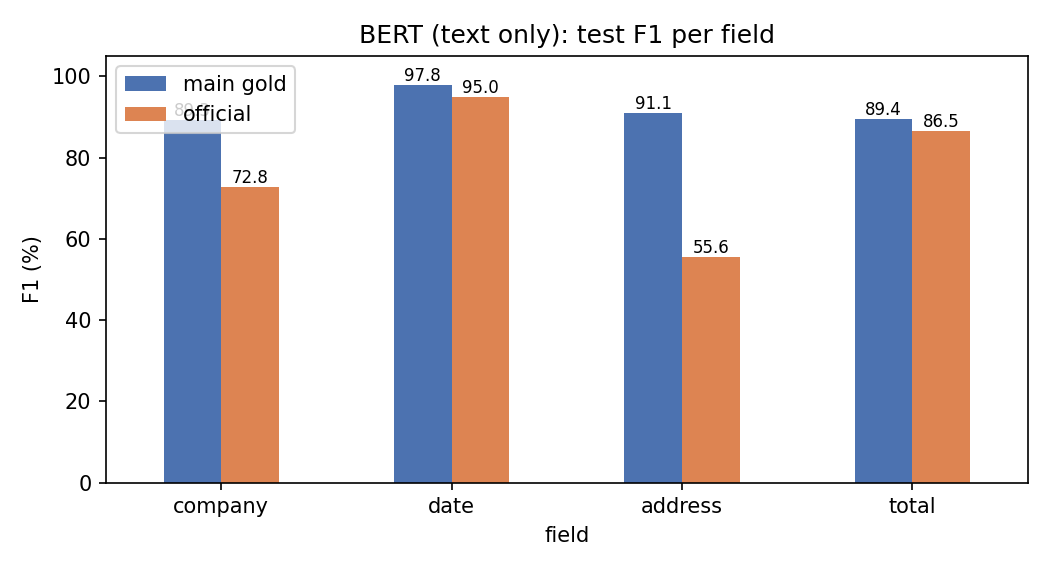 BERT (text only): test F1 per field
main gold
official
97.8
95.0
91.1
89.4
86.5
72.8
55.6
100
80
60
40
20
0
F1 (%)
company date address total
field